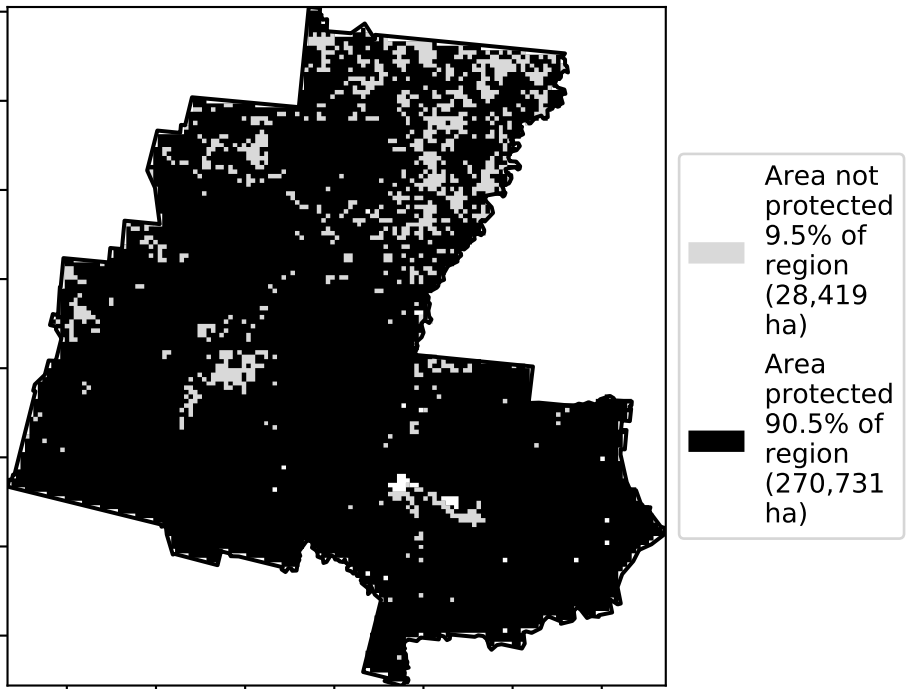 Area not
protected
9.5% of
region
(28,419
ha)
Area
protected
90.5% of
region
(270,731
ha)